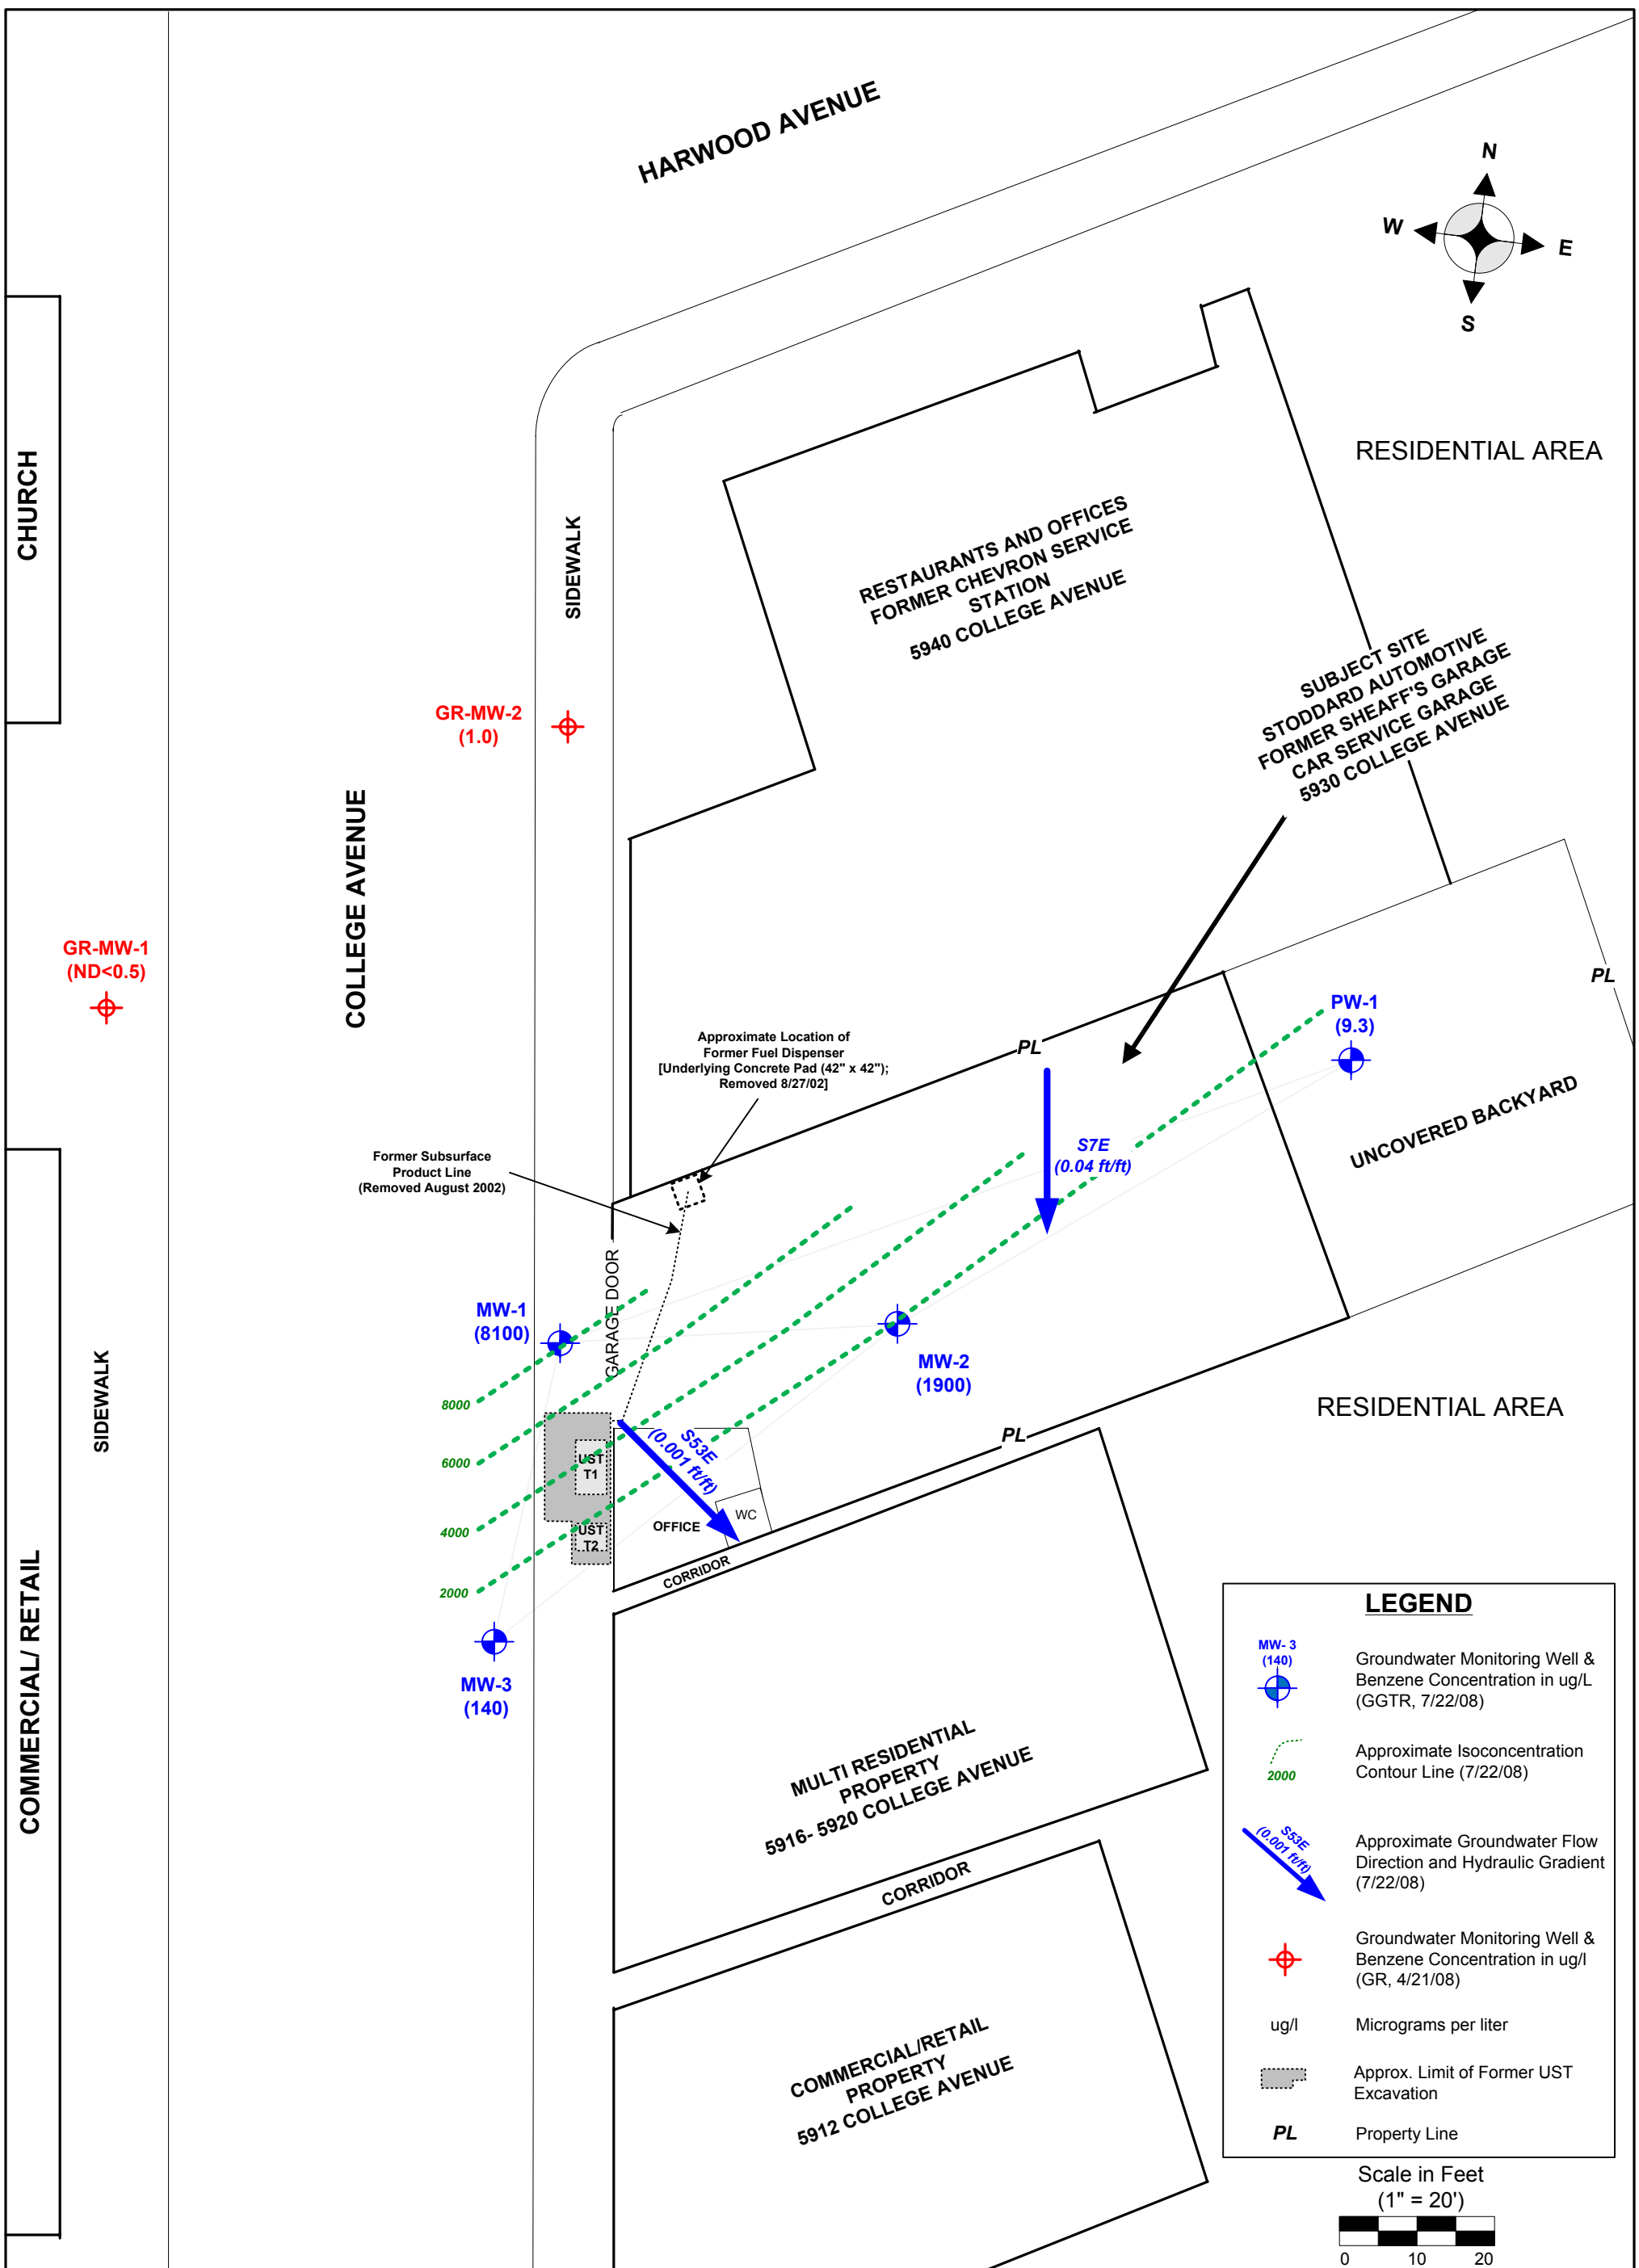 HARWOOD AVENUE
N
W
E
S
CHURCH
SIDEWALK
RESIDENTIAL AREA
RESTAURANTS AND OFFICES
FORMER CHEVRON SERVICE
STATION
5940 COLLEGE AVENUE
SUBJECT SITE
STODDARD AUTOMOTIVE
FORMER SHEAFF'S GARAGE
CAR SERVICE GARAGE
5930 COLLEGE AVENUE
GR-MW-2
(1.0)
COLLEGE AVENUE
GR-MW-1
(ND<0.5)
PL
PW-1
(9.3)
Approximate Location of
Former Fuel Dispenser
[Underlying Concrete Pad (42" x 42");
Removed 8/27/02]
PL
UNCOVERED BACKYARD
S7E
(0.04 ft/ft)
Former Subsurface
Product Line
(Removed August 2002)
GARAGE DOOR
MW-1
(8100)
MW-2
(1900)
SIDEWALK
8000
6000
4000
2000
RESIDENTIAL AREA
PL
S53E
(0.001 ft/ft)
UST
T1
UST
T2
OFFICE
WC
CORRIDOR
COMMERCIAL/ RETAIL
MW-3
(140)
MULTI RESIDENTIAL
PROPERTY
5916- 5920 COLLEGE AVENUE
CORRIDOR
COMMERCIAL/RETAIL
PROPERTY
5912 COLLEGE AVENUE
LEGEND
MW- 3
(140)
Groundwater Monitoring Well &
Benzene Concentration in ug/L
(GGTR, 7/22/08)
2000
Approximate Isoconcentration
Contour Line (7/22/08)
S53E
(0.001 ft/ft)
Approximate Groundwater Flow
Direction and Hydraulic Gradient
(7/22/08)
Groundwater Monitoring Well &
Benzene Concentration in ug/l
(GR, 4/21/08)
ug/l
Micrograms per liter
Approx. Limit of Former UST
Excavation
PL
Property Line
Scale in Feet
(1" = 20')
0 10 20